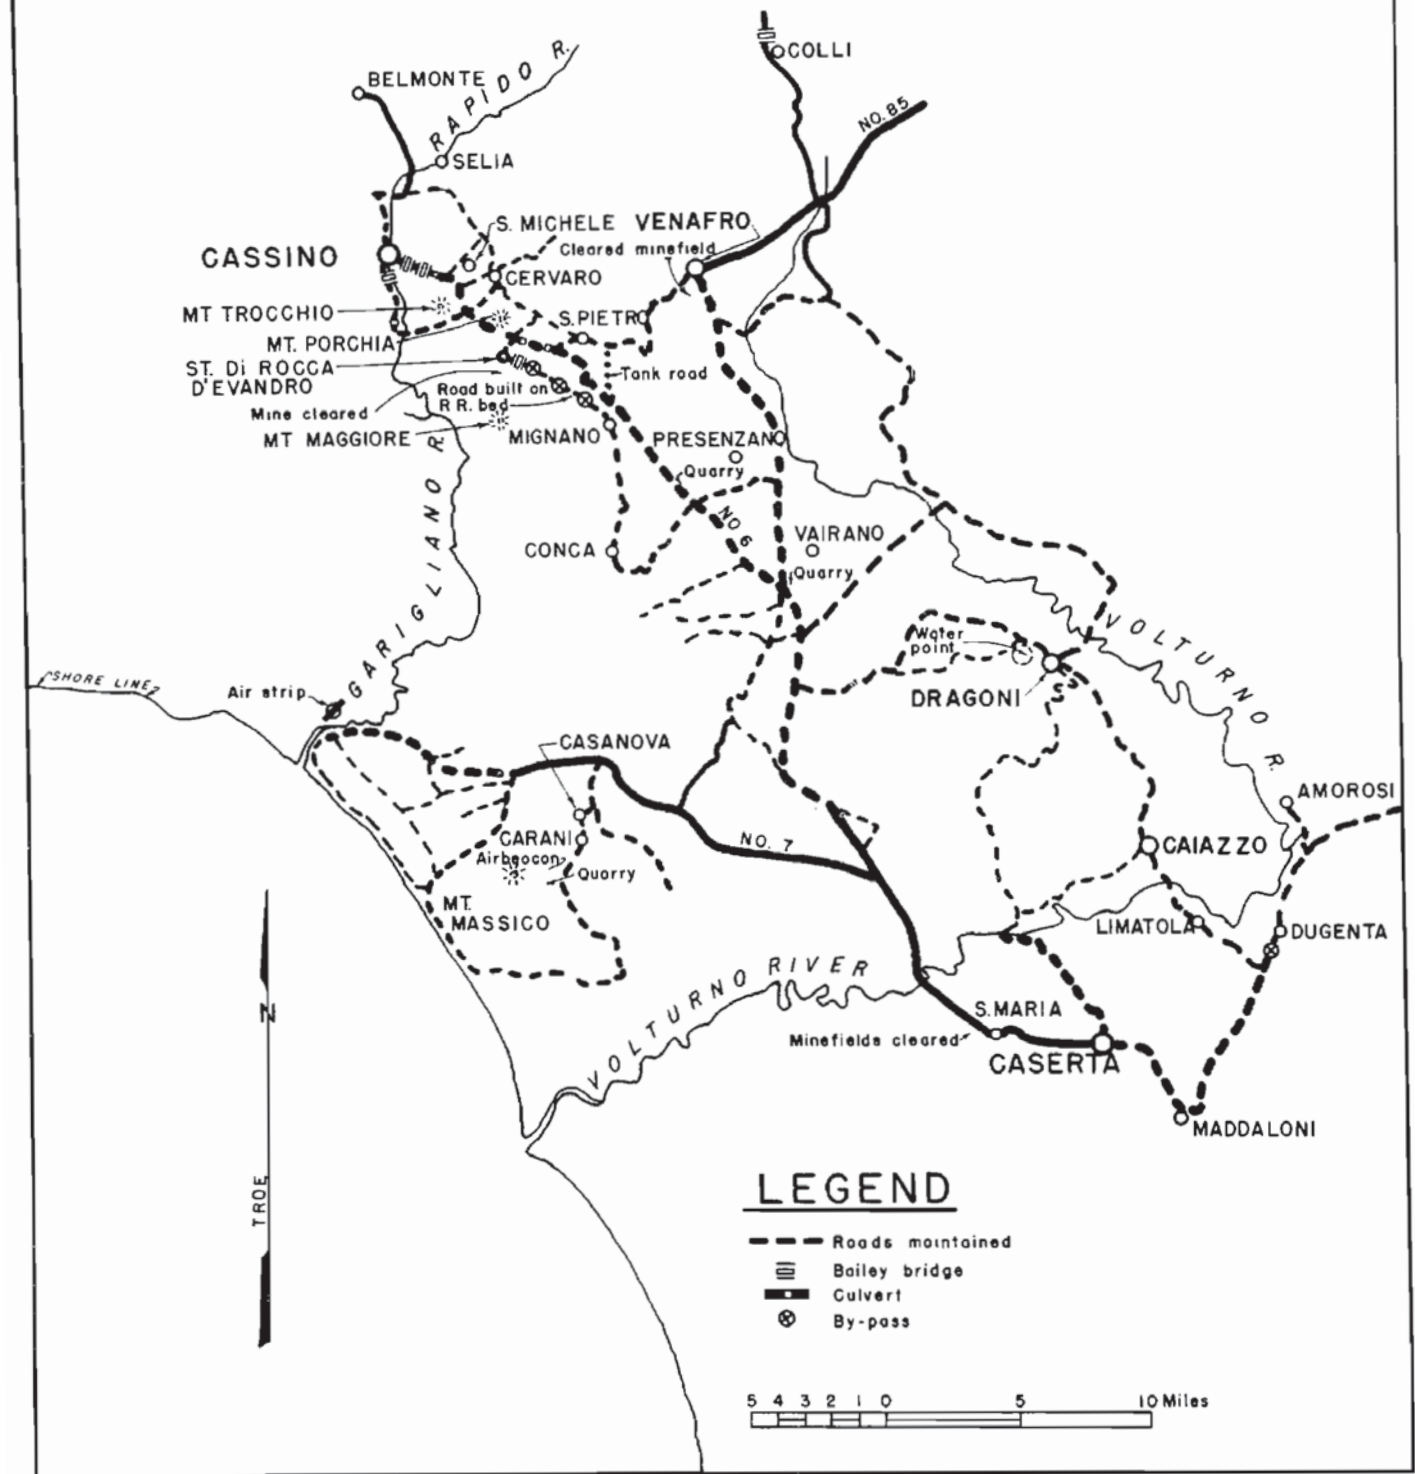 COLLI
BELMONTE
RAPIDO R.
NO. 85
SELIA
S. MICHELE
VENAFRO
Cleared minefield
CASSINO
CERVARO
MT TROCCHIO
S. PIETRO
MT. PORCHIA
ST. Di ROCCA
D'EVANDRO
Tank road
Road built on
R R. bed
Mine cleared
MT MAGGIORE
MIGNANO
PRESENZANO
Quarry
NO. 6
CONCA
VAIRANO
Quarry
GARIGLIANO R.
VOLTURNO R.
Water
point
SHORE LINE
Air strip
DRAGONI
CASANOVA
AMOROSI
CARANI
NO. 7
CAIAZZO
Airbeacon
Quarry
MT.
MASSICO
LIMATOLA
DUGENTA
VOLTURNO RIVER
S. MARIA
N
Minefields cleared
CASERTA
MADDALONI
TROE
LEGEND
Roads maintained
Bailey bridge
Culvert
By-pass
5 4 3 2 1 0 5 10 Miles